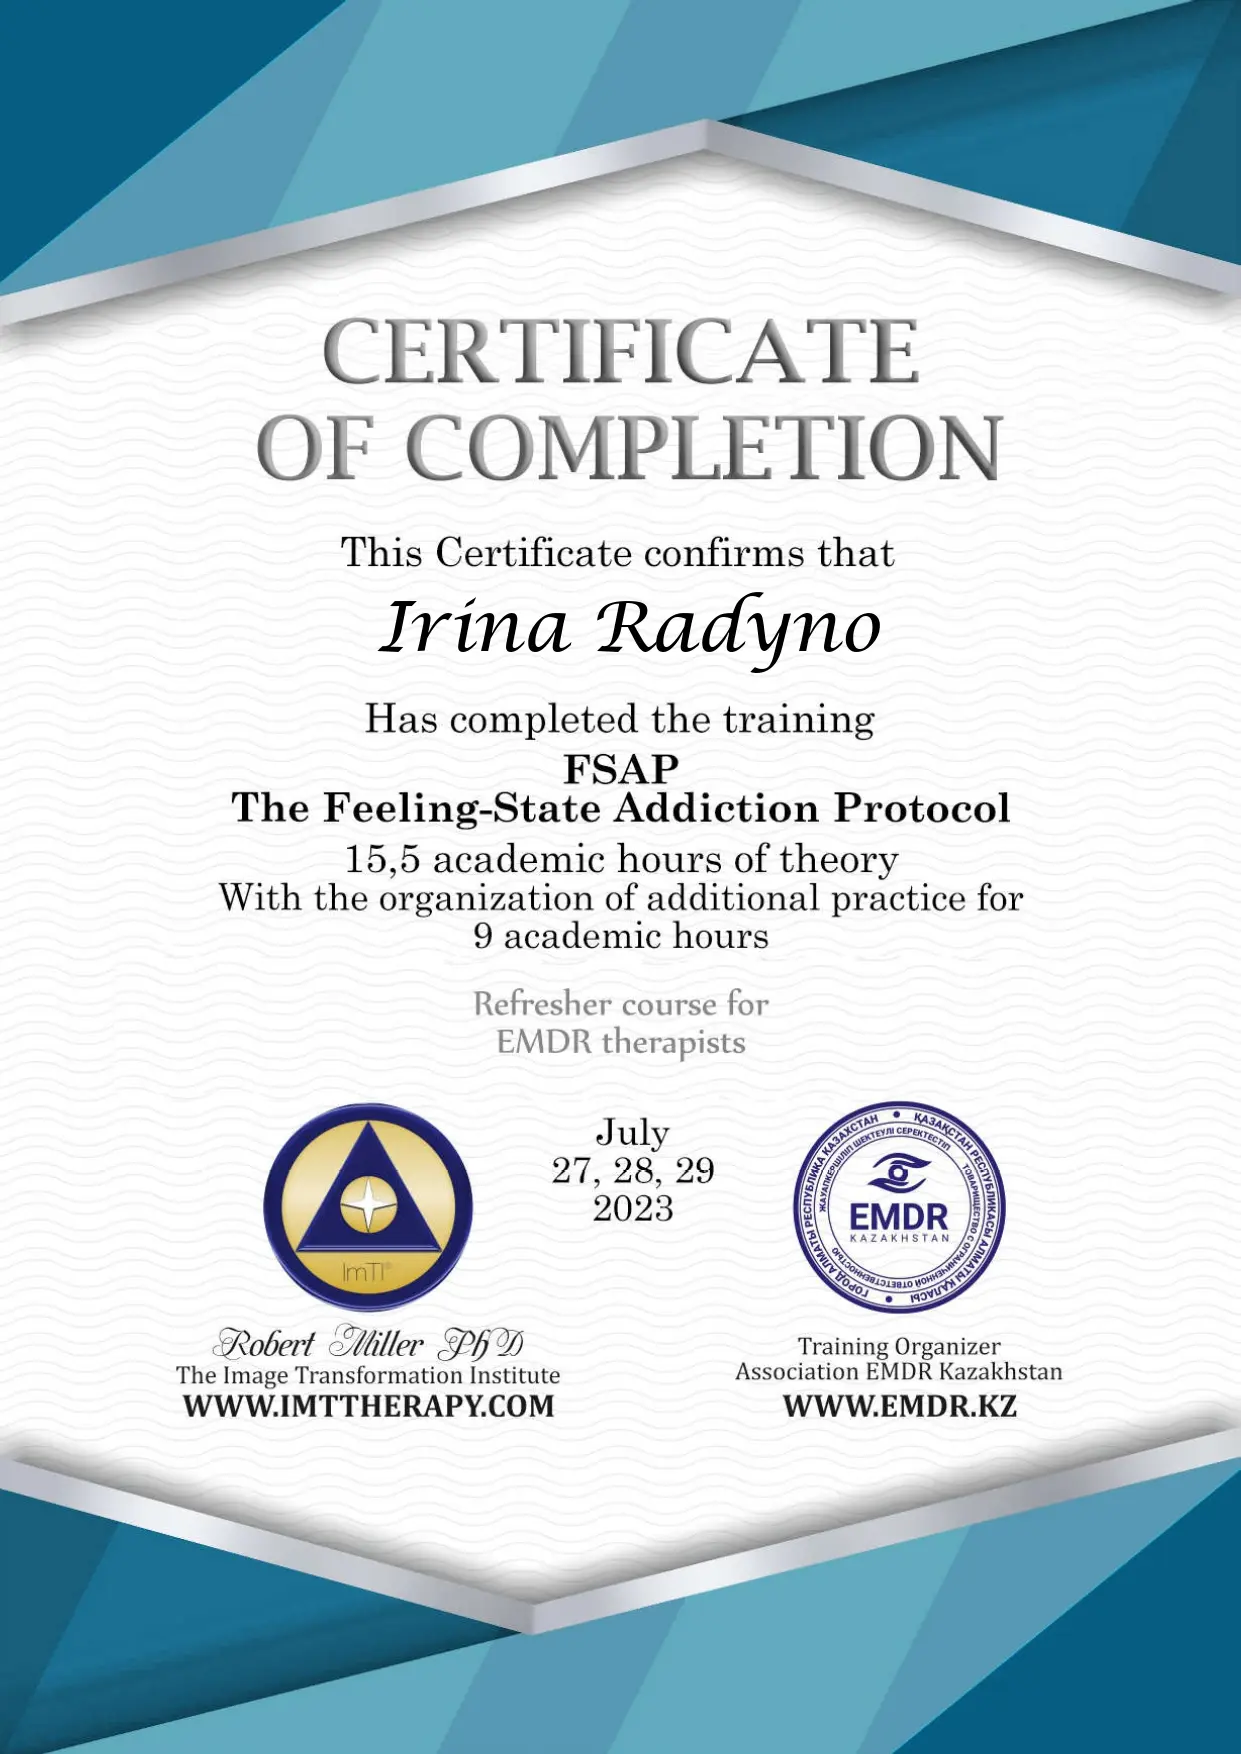 CERTIFICATE
OF COMPLETION
This Certificate confirms that
Irina Radyno
Has completed the training
FSAP
The Feeling-State Addiction Protocol
15,5 academic hours of theory
With the organization of additional practice for
9 academic hours
Refresher course for
EMDR therapists
July
27, 28, 29
2023
ImTI®
ГОРОД АЛМАТЫ РЕСПУБЛИКА КАЗАХСТАН • ҚАЗАҚСТАН РЕСПУБЛИКАСЫ АЛМАТЫ ҚАЛАСЫ •
ЖАУАПКЕРШІЛІГІ ШЕКТЕУЛІ СЕРІКТЕСТІГІ
ТОВАРИЩЕСТВО С ОГРАНИЧЕННОЙ ОТВЕТСТВЕННОСТЬЮ
EMDR
KAZAKHSTAN
Robert Miller PhD
The Image Transformation Institute
WWW.IMTTHERAPY.COM
Training Organizer
Association EMDR Kazakhstan
WWW.EMDR.KZ